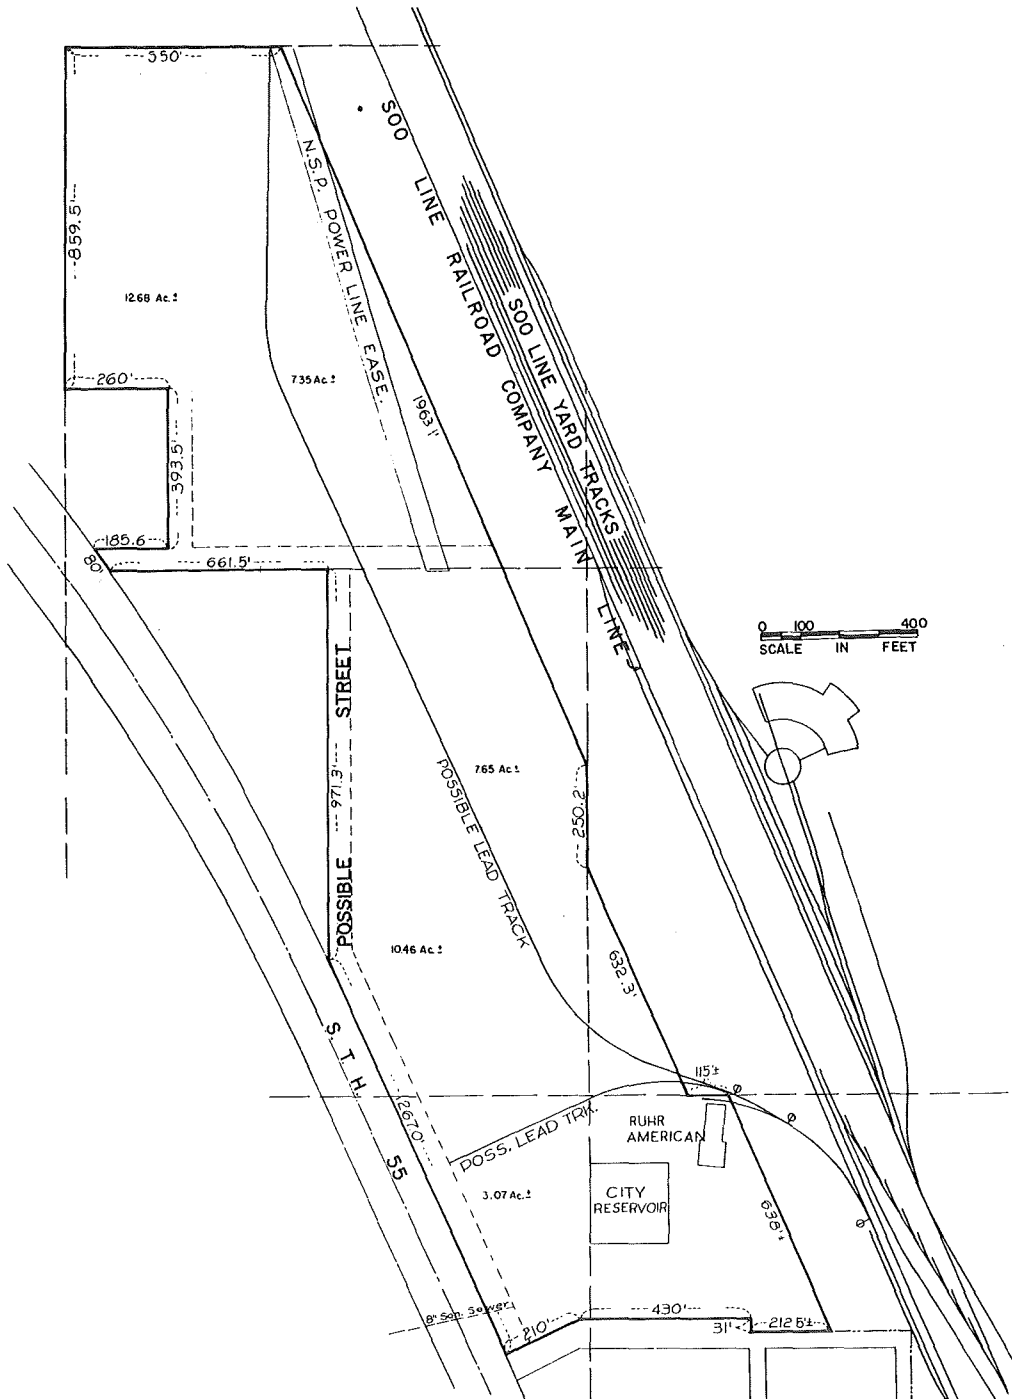 550'
SOO LINE RAILROAD COMPANY MAIN LINE
N.S.P. POWER LINE EASE.
859.5'
SOO LINE YARD TRACKS
12.68 Ac.±
7.35 Ac.±
260'
1963.1'
393.5'
185.6
80'
661.5'
0 100 400
SCALE IN FEET
POSSIBLE STREET
7.65 Ac.±
POSSIBLE LEAD TRACK
971.3'
250.2'
10.46 Ac.±
632.3'
S. T. H. 55
115'±
1267.0'
POSS. LEAD TRK.
RUHR
AMERICAN
3.07 Ac.±
CITY
RESERVOIR
638'±
8" San. Sewer
210'
430'
31'
212.5'±